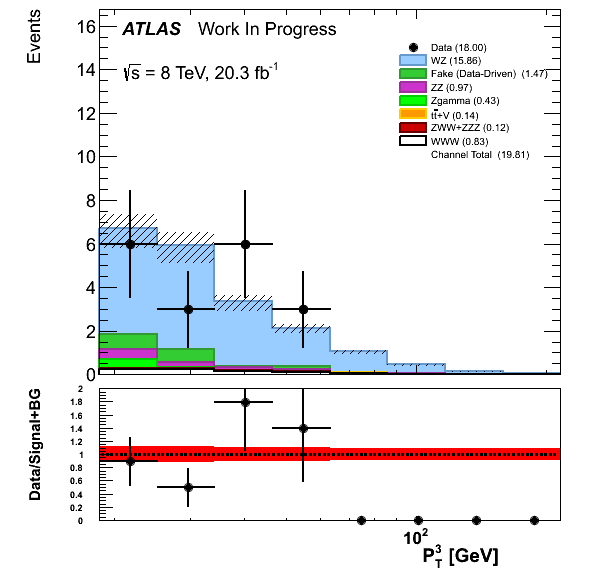 Events
ATLAS Work In Progress
√s = 8 TeV, 20.3 fb⁻¹
Data (18.00)
WZ (15.86)
Fake (Data-Driven) (1.47)
ZZ (0.97)
Zgamma (0.43)
tt̄+V (0.14)
ZWW+ZZZ (0.12)
WWW (0.83)
Channel Total (19.81)
16
14
12
10
8
6
4
2
0
Data/Signal+BG
2
1.8
1.6
1.4
1.2
1
0.8
0.6
0.4
0.2
0
10²
P³_T [GeV]